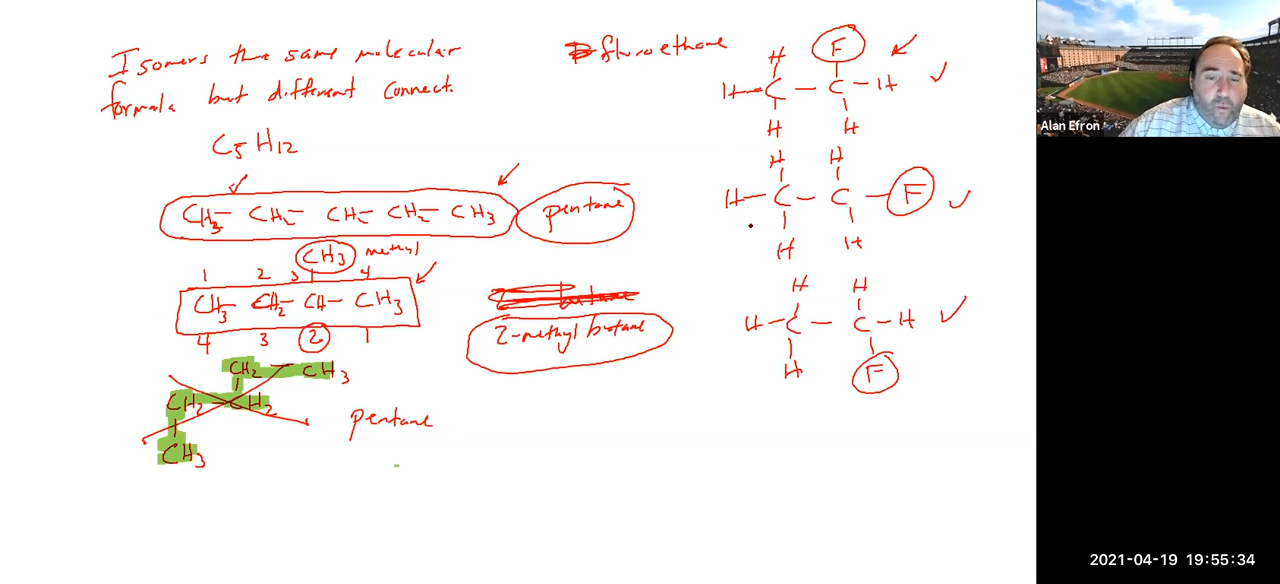 Isomers the same molecular
formula but different connect.
C5H12
CH3– CH2– CH2– CH2– CH3
pentane
CH3 methyl
1 2 3 4
CH3– CH2– CH– CH3
4 3 2 1
2-methyl butane
CH2 – CH3
CH2 – CH2
CH3
pentane
fluroethane
H F
H – C – C – H
H H
H H
H – C – C – F
H H
H H
H – C – C – H
H F
Alan Efron
2021-04-19 19:55:34